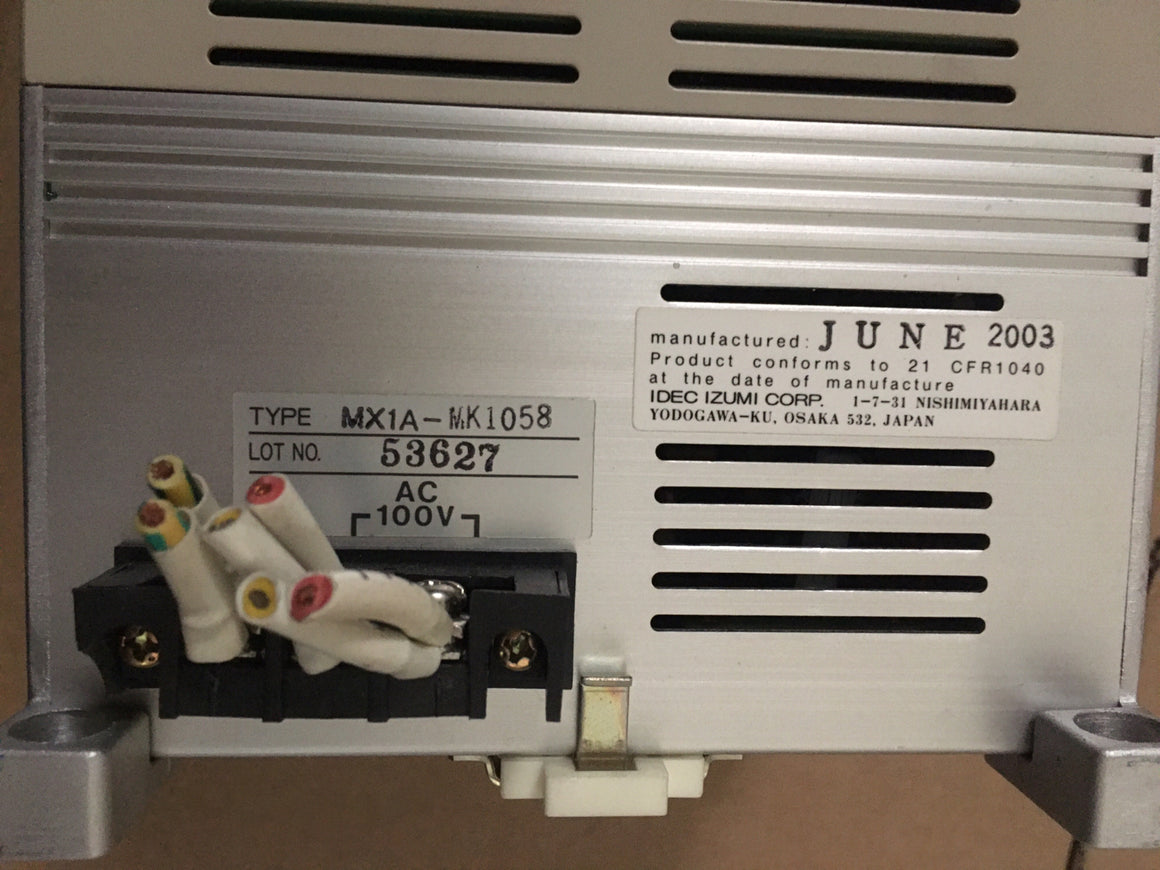 manufactured: JUNE 2003
Product conforms to 21 CFR1040
at the date of manufacture
IDEC IZUMI CORP. 1-7-31 NISHIMIYAHARA
YODOGAWA-KU, OSAKA 532, JAPAN
TYPE MX1A-MK1058
LOT NO. 53627
AC
100V